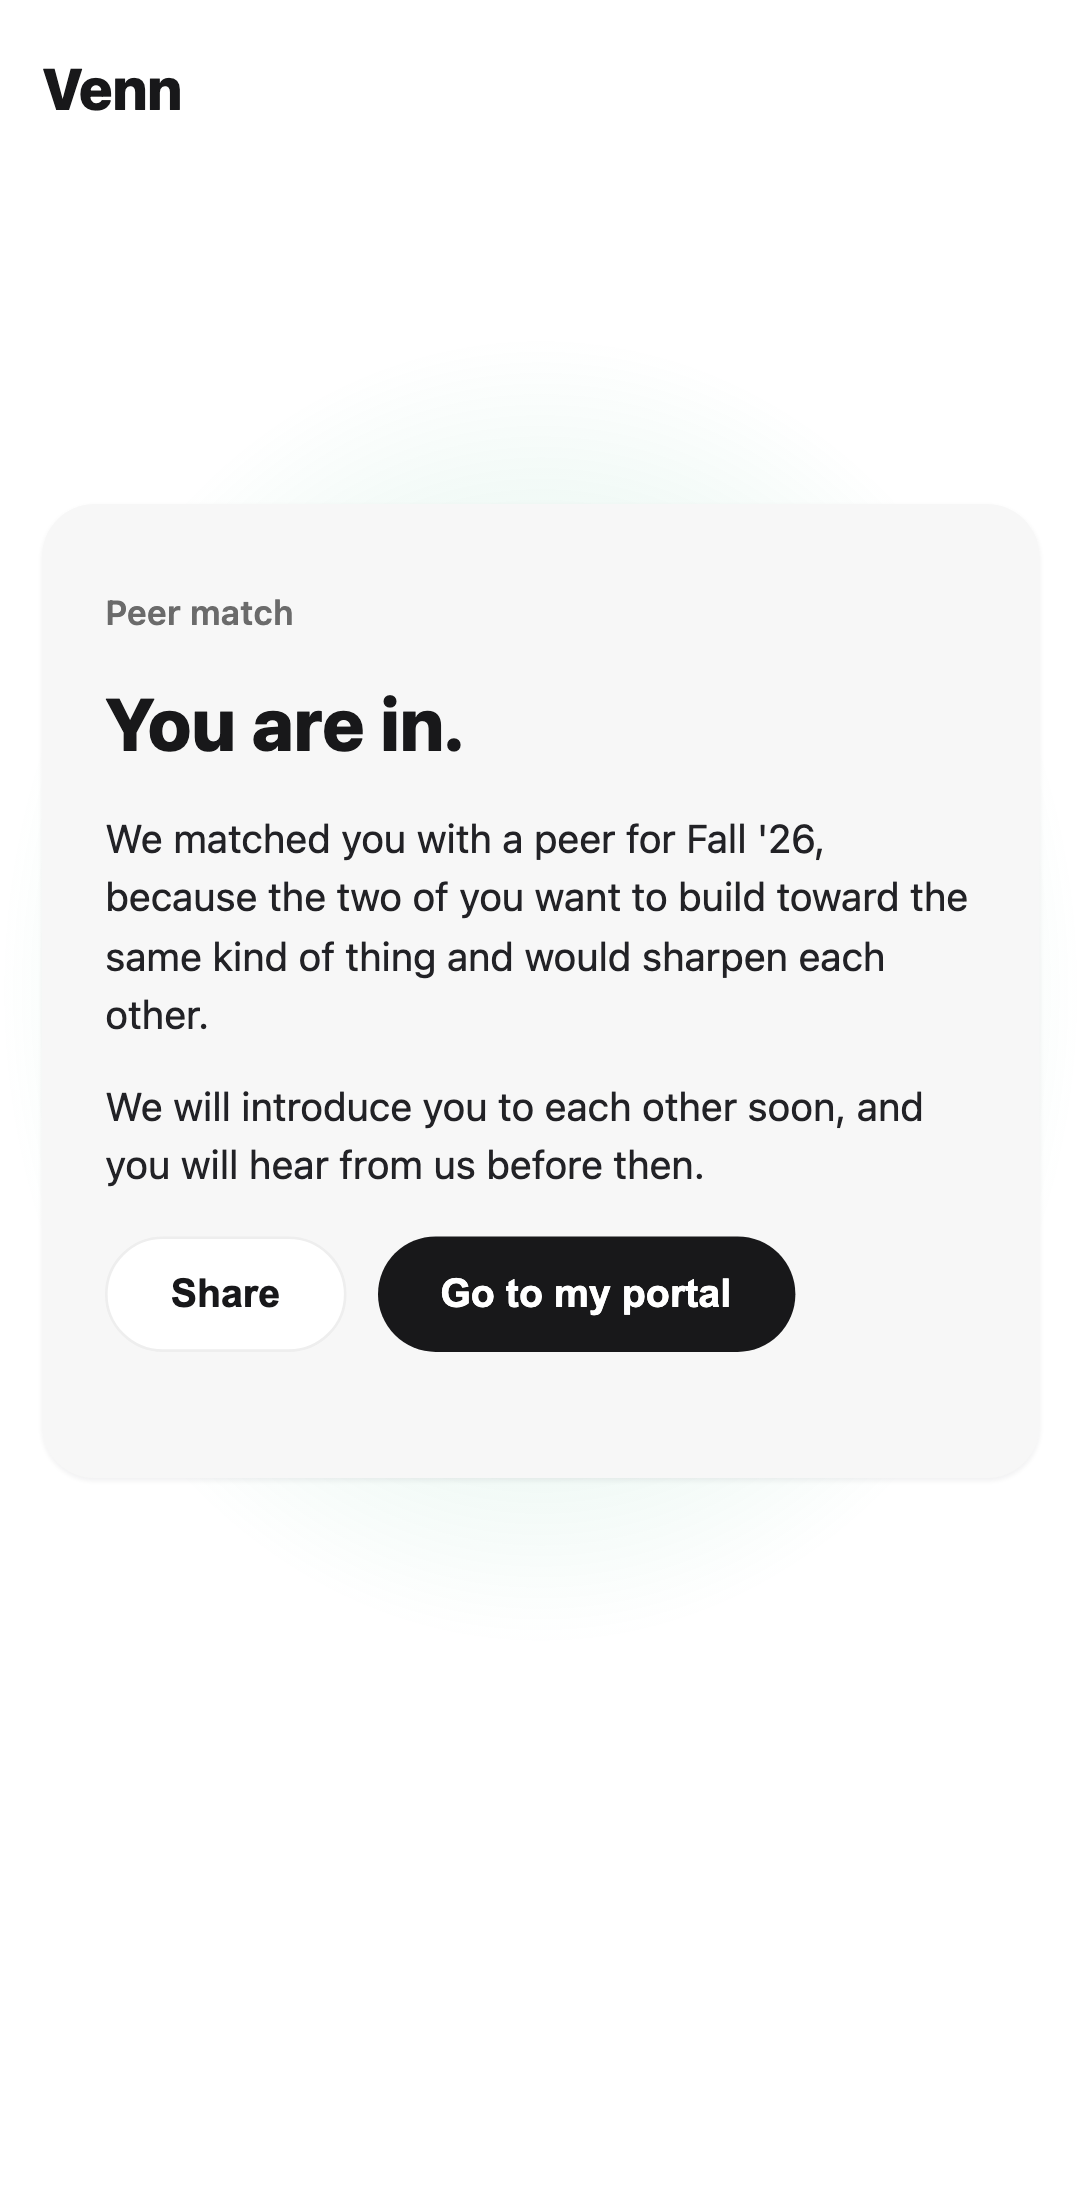 Venn
Peer match
You are in.
We matched you with a peer for Fall '26,
because the two of you want to build toward the
same kind of thing and would sharpen each
other.
We will introduce you to each other soon, and
you will hear from us before then.
Share
Go to my portal